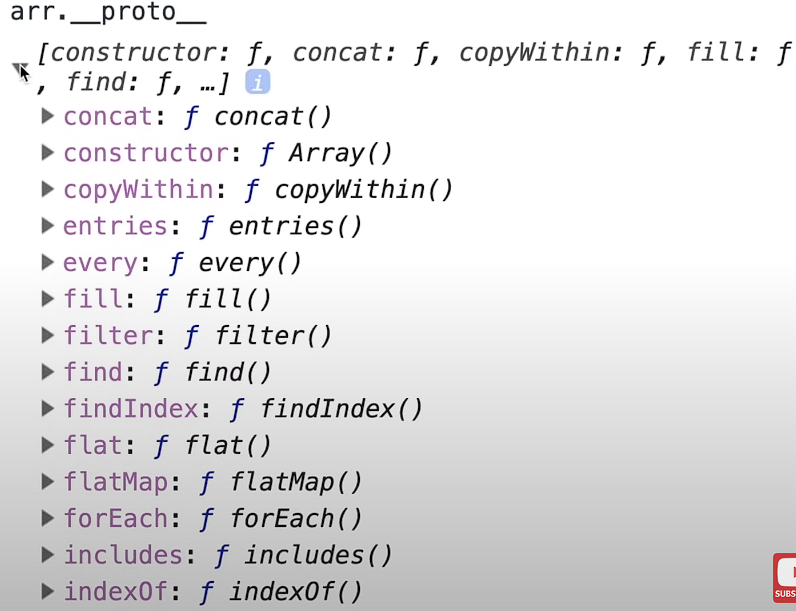 arr.__proto__
[constructor: ƒ, concat: ƒ, copyWithin: ƒ, fill: ƒ
, find: ƒ, …] i
concat: ƒ concat()
constructor: ƒ Array()
copyWithin: ƒ copyWithin()
entries: ƒ entries()
every: ƒ every()
fill: ƒ fill()
filter: ƒ filter()
find: ƒ find()
findIndex: ƒ findIndex()
flat: ƒ flat()
flatMap: ƒ flatMap()
forEach: ƒ forEach()
includes: ƒ includes()
indexOf: ƒ indexOf()
SUBS